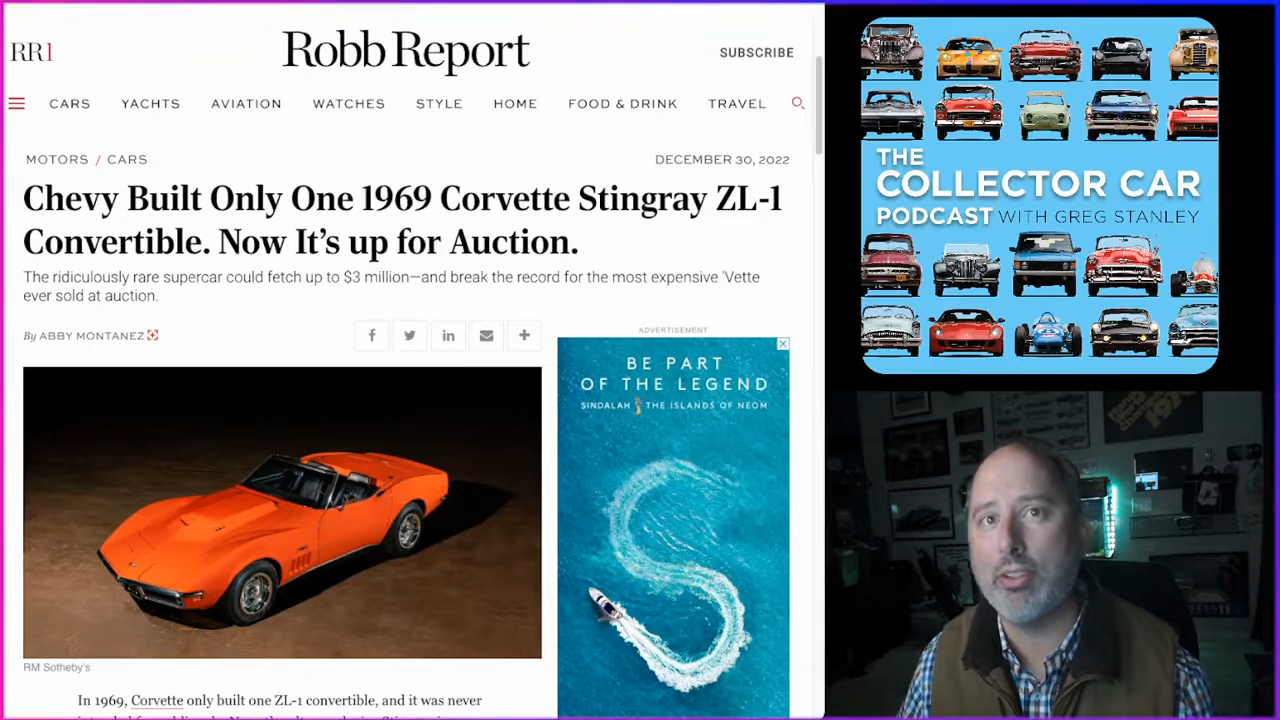 RR1
Robb Report
SUBSCRIBE
CARS YACHTS AVIATION WATCHES STYLE HOME FOOD & DRINK TRAVEL
MOTORS / CARS
DECEMBER 30, 2022
Chevy Built Only One 1969 Corvette Stingray ZL-1
Convertible. Now It's up for Auction.
The ridiculously rare supercar could fetch up to $3 million—and break the record for the most expensive 'Vette
ever sold at auction.
By ABBY MONTANEZ
ADVERTISEMENT
BE PART
OF THE LEGEND
SINDALAH THE ISLANDS OF NEOM
RM Sotheby's
In 1969, Corvette only built one ZL-1 convertible, and it was never
THE
COLLECTOR CAR
PODCAST WITH GREG STANLEY